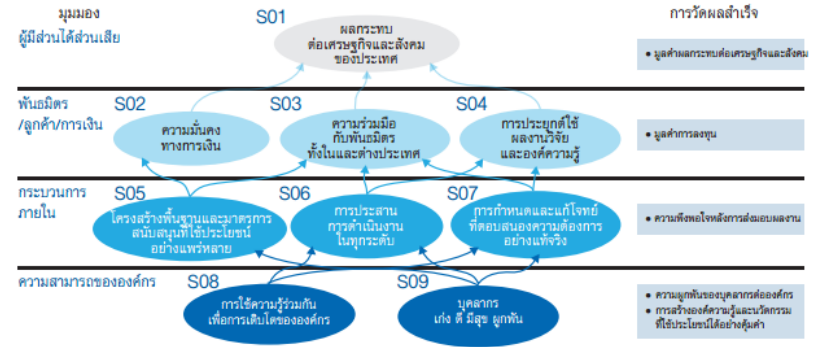 มุมมอง
ผู้มีส่วนได้ส่วนเสีย
S01
ผลกระทบ
ต่อเศรษฐกิจและสังคม
ของประเทศ
การวัดผลสำเร็จ
• มูลค่าผลกระทบต่อเศรษฐกิจและสังคม
พันธมิตร
/ลูกค้า/การเงิน
S02
ความมั่นคง
ทางการเงิน
S03
ความร่วมมือ
กับพันธมิตร
ทั้งในและต่างประเทศ
S04
การประยุกต์ใช้
ผลงานวิจัย
และองค์ความรู้
• มูลค่าการลงทุน
กระบวนการ
ภายใน
S05
โครงสร้างพื้นฐานและมาตรการ
สนับสนุนที่ใช้ประโยชน์
อย่างแพร่หลาย
S06
การประสาน
การดำเนินงาน
ในทุกระดับ
S07
การกำหนดและแก้โจทย์
ที่ตอบสนองความต้องการ
อย่างแท้จริง
• ความพึงพอใจหลังการส่งมอบผลงาน
ความสามารถขององค์กร
S08
การใช้ความรู้ร่วมกัน
เพื่อการเติบโตขององค์กร
S09
บุคลากร
เก่ง ดี มีสุข ผูกพัน
• ความผูกพันของบุคลากรต่อองค์กร
• การสร้างองค์ความรู้และนวัตกรรม
ที่ใช้ประโยชน์ได้อย่างคุ้มค่า